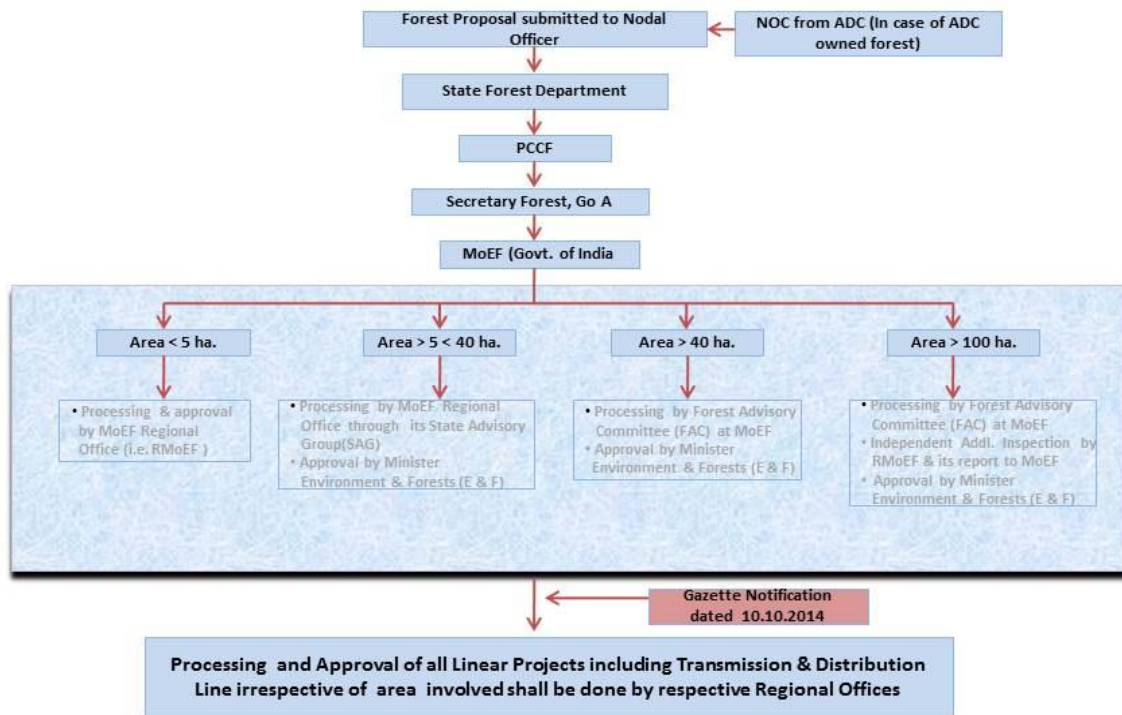 Forest Proposal submitted to Nodal
Officer
NOC from ADC (In case of ADC
owned forest)
State Forest Department
PCCF
Secretary Forest, Go A
MoEF (Govt. of India
Area < 5 ha.
Area > 5 < 40 ha.
Area > 40 ha.
Area > 100 ha.
• Processing & approval
by MoEF Regional
Office (i.e. RMoEF )
• Processing by MoEF Regional
Office through its State Advisory
Group(SAG)
• Approval by Minister
Environment & Forests (E & F)
• Processing by Forest Advisory
Committee (FAC) at MoEF
• Approval by Minister
Environment & Forests (E & F)
• Processing by Forest Advisory
Committee (FAC) at MoEF
• Independent Addl. Inspection by
RMoEF & its report to MoEF
• Approval by Minister
Environment & Forests (E & F)
Gazette Notification
dated 10.10.2014
Processing and Approval of all Linear Projects including Transmission & Distribution
Line irrespective of area involved shall be done by respective Regional Offices